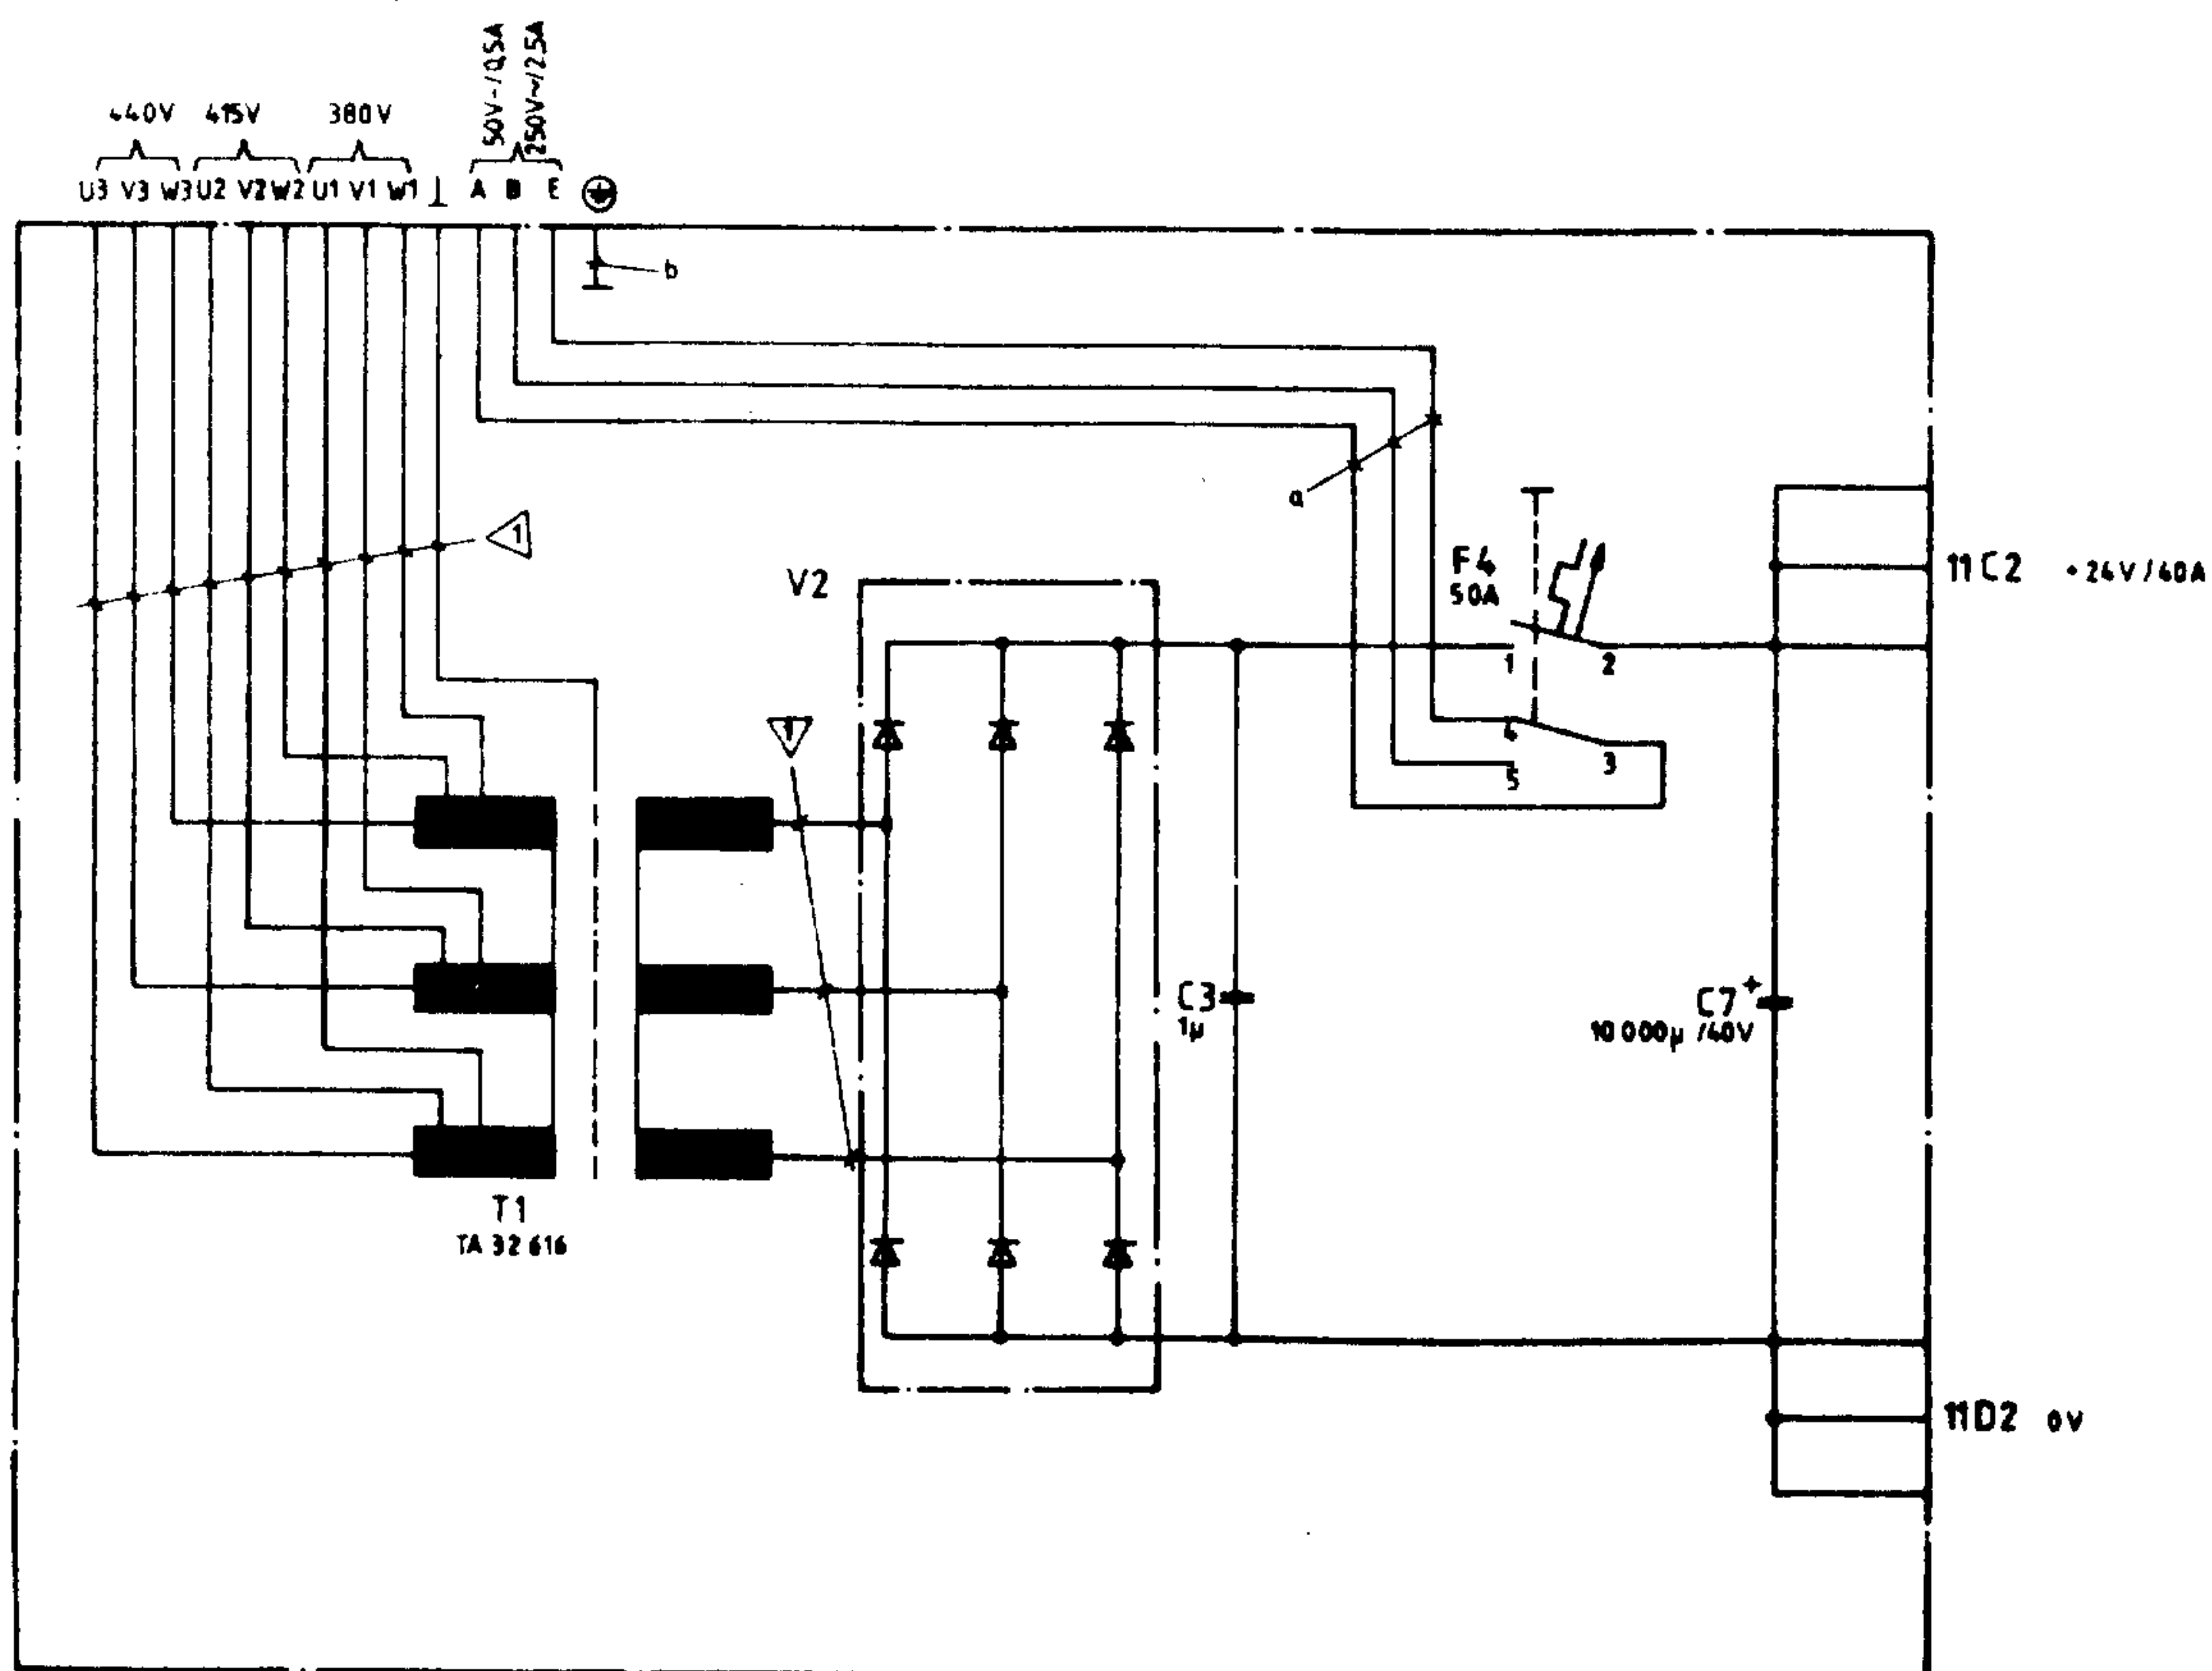 50V-/0,5A
250V~/2,5A
440V 415V 380V
U3 V3 W3 U2 V2 W2 U1 V1 W1 ⊥ A B E
b
a
1
F4
50A
11C2 +24V/40A
V2
1 2
1
4
3
5
C3
1µ
C7 +
10 000µ /40V
T1
TA 32 616
11D2 0V